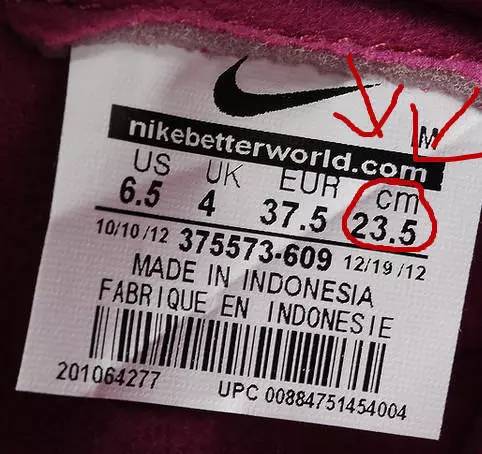 M
nikebetterworld.com
US UK EUR cm
6.5 4 37.5 23.5
10/10/12 375573-609 12/19/12
MADE IN INDONESIA
FABRIQUE EN INDONESIE
201064277 UPC 00884751454004